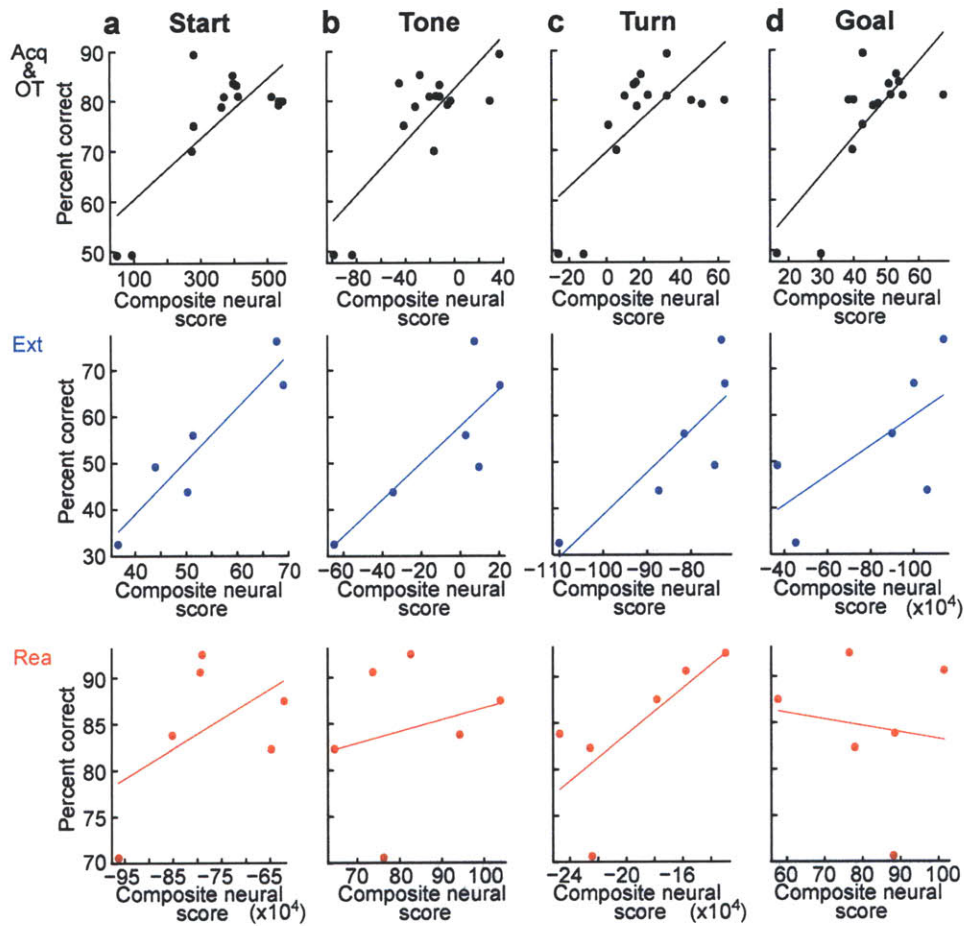 a Start b Tone c Turn d Goal
Acq
&
OT
Percent correct
90
80
70
60
50
100 300 500
−80 −40 0 40
−20 0 20 40 60
20 30 40 50 60
Composite neural
score
Composite neural
score
Composite neural
score
Composite neural
score
Ext
Percent correct
70
60
50
40
30
40 50 60 70
−60 −40 −20 0 20
−110 −100 −90 −80
−40 −60 −80 −100
Composite neural
score
Composite neural
score
Composite neural
score
Composite neural
score (x10⁴)
Rea
Percent correct
90
85
80
75
70
−95 −85 −75 −65
70 80 90 100
−24 −20 −16
60 70 80 90 100
Composite neural
score (x10⁴)
Composite neural
score
Composite neural
score (x10⁴)
Composite neural
score